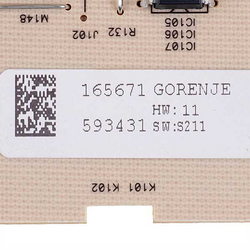 M148
J102
R132
IC105
IC106
IC107
165671 GORENJE
HW: 11
593431 SW:S211
K101 K102